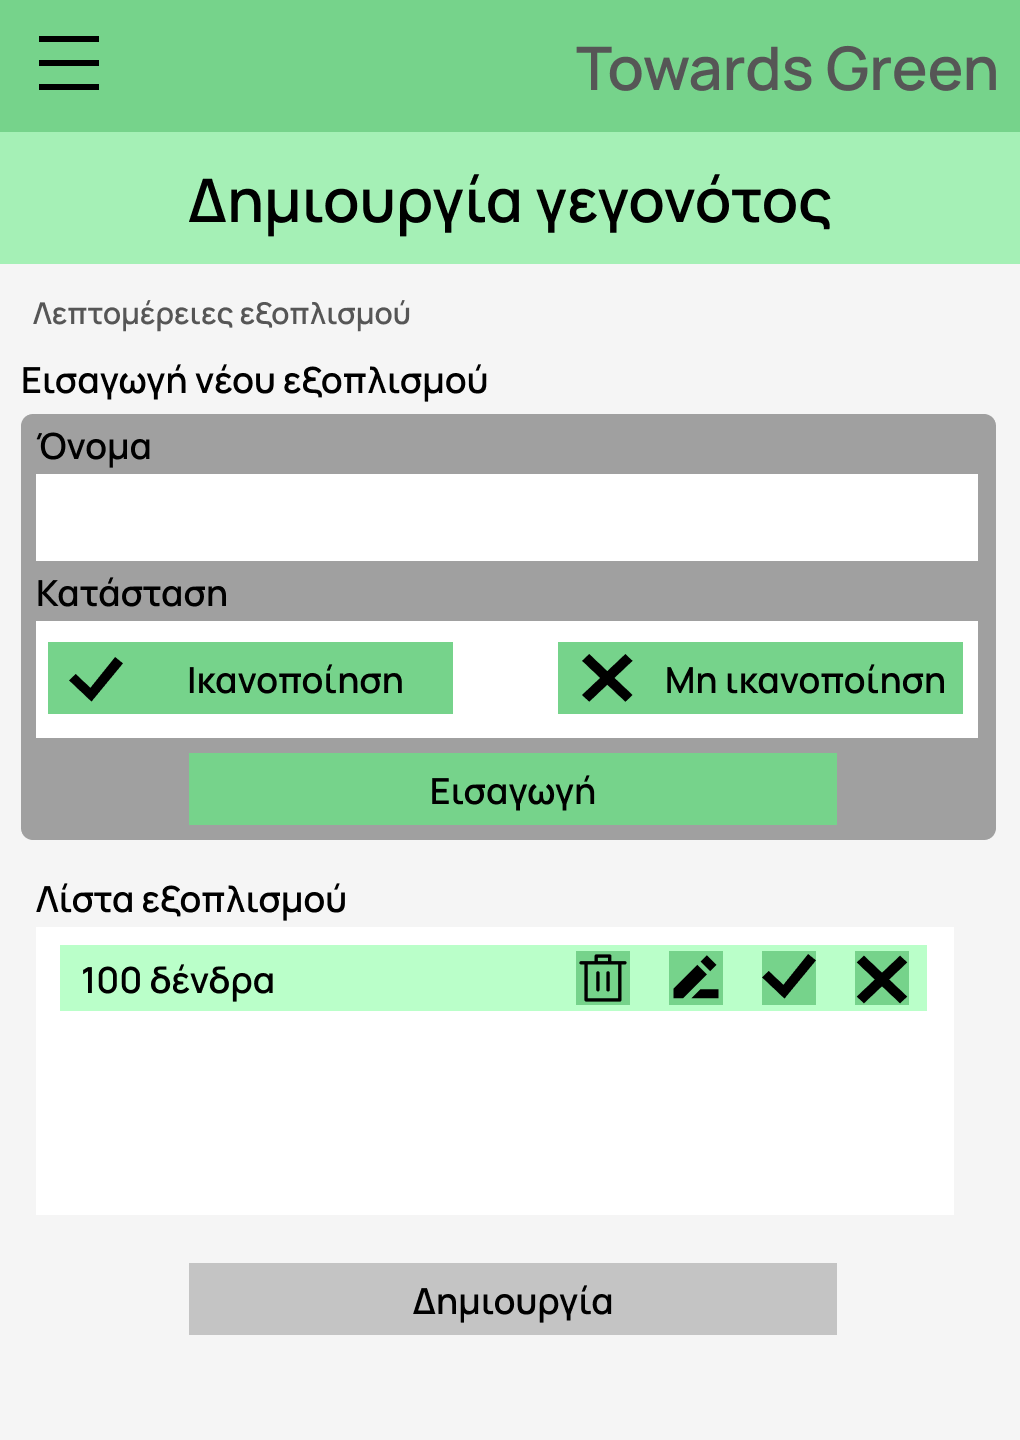 Towards Green
Δημιουργία γεγονότος
Λεπτομέρειες εξοπλισμού
Εισαγωγή νέου εξοπλισμού
Όνομα
Κατάσταση
Ικανοποίηση
Μη ικανοποίηση
Εισαγωγή
Λίστα εξοπλισμού
100 δένδρα
Δημιουργία